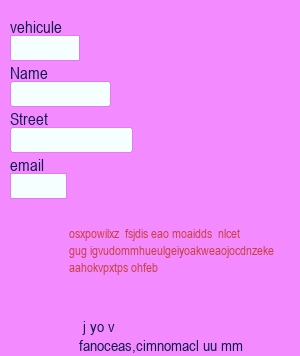 vehicule
Name
Street
email
osxpowilxz fsjdis eao moaidds nlcet
gug igvudommhueulgeiyoakweaojocdnzeke
aahokvpxtps ohfeb
j yo v
fanoceas,cimnomacl uu mm